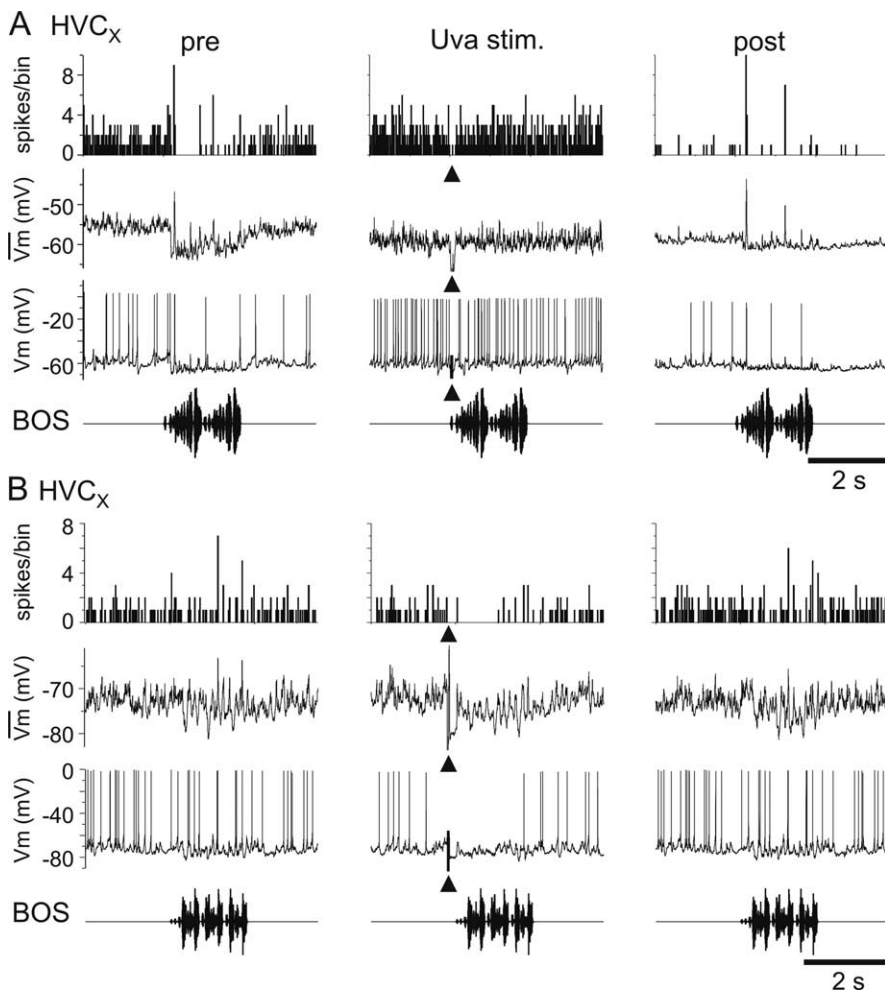 A HVCX
pre Uva stim. post
spikes/bin
8
4
0
Vm (mV)
-50
-60
Vm (mV)
-20
-60
BOS
2 s
B HVCX
spikes/bin
8
4
0
Vm (mV)
-70
-80
Vm (mV)
0
-40
-80
BOS
2 s